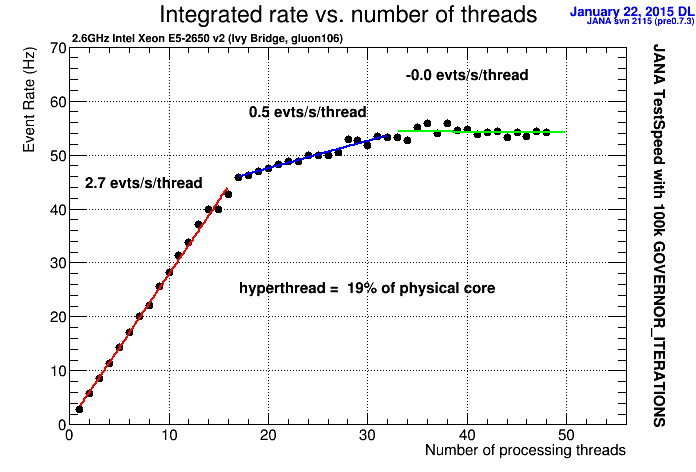 Integrated rate vs. number of threads
January 22, 2015 DL
JANA svn 2115 (pre0.7.3)
2.6GHz Intel Xeon E5-2650 v2 (Ivy Bridge, gluon106)
Event Rate (Hz)
70
60
50
40
30
20
10
0
-0.0 evts/s/thread
0.5 evts/s/thread
2.7 evts/s/thread
hyperthread = 19% of physical core
0
10
20
30
40
50
Number of processing threads
JANA TestSpeed with 100k GOVERNOR_ITERATIONS